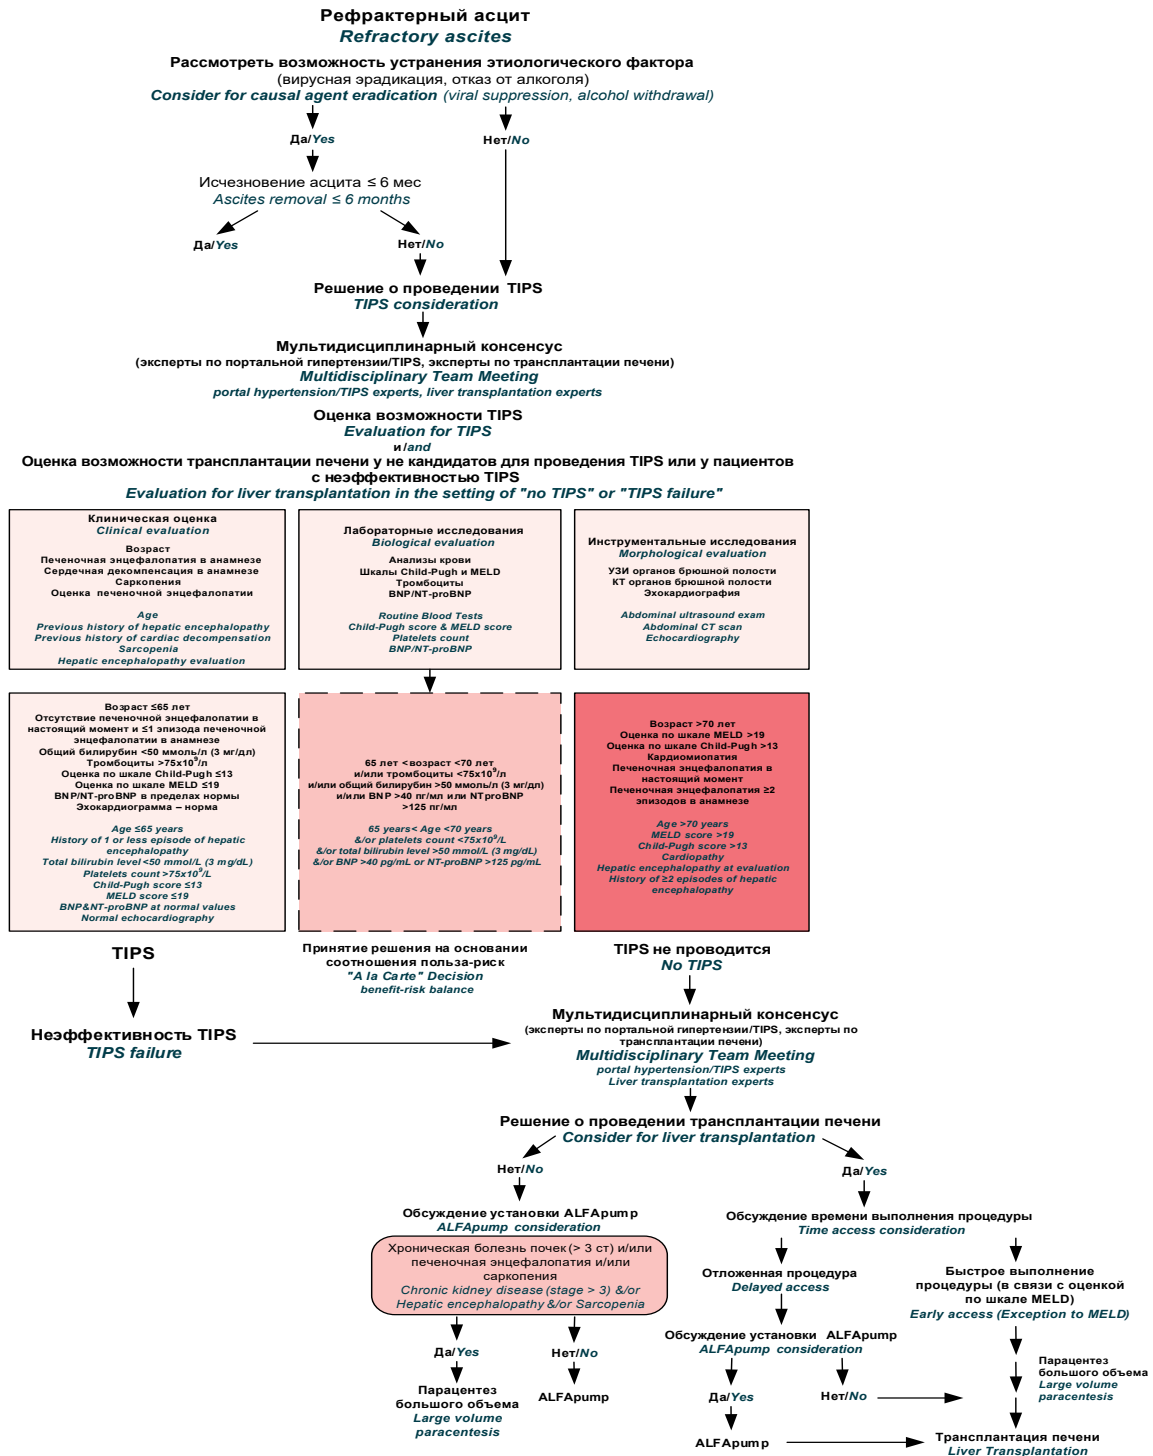 Рефрактерный асцит
Refractory ascites
Рассмотреть возможность устранения этиологического фактора
(вирусная эрадикация, отказ от алкоголя)
Consider for causal agent eradication (viral suppression, alcohol withdrawal)
Да/Yes
Нет/No
Исчезновение асцита ≤ 6 мес
Ascites removal ≤ 6 months
Да/Yes
Нет/No
Решение о проведении TIPS
TIPS consideration
Мультидисциплинарный консенсус
(эксперты по портальной гипертензии/TIPS, эксперты по трансплантации печени)
Multidisciplinary Team Meeting
portal hypertension/TIPS experts, liver transplantation experts
Оценка возможности TIPS
Evaluation for TIPS
и/and
Оценка возможности трансплантации печени у не кандидатов для проведения TIPS или у пациентов
с неэффективностью TIPS
Evaluation for liver transplantation in the setting of "no TIPS" or "TIPS failure"
Клиническая оценка
Clinical evaluation
Возраст
Печеночная энцефалопатия в анамнезе
Сердечная декомпенсация в анамнезе
Саркопения
Оценка печеночной энцефалопатии
Age
Previous history of hepatic encephalopathy
Previous history of cardiac decompensation
Sarcopenia
Hepatic encephalopathy evaluation
Лабораторные исследования
Biological evaluation
Анализы крови
Шкалы Child-Pugh и MELD
Тромбоциты
BNP/NT-proBNP
Routine Blood Tests
Child-Pugh score & MELD score
Platelets count
BNP/NT-proBNP
Инструментальные исследования
Morphological evaluation
УЗИ органов брюшной полости
КТ органов брюшной полости
Эхокардиография
Abdominal ultrasound exam
Abdominal CT scan
Echocardiography
Возраст ≤65 лет
Отсутствие печеночной энцефалопатии в
настоящий момент и ≤1 эпизода печеночной
энцефалопатии в анамнезе
Общий билирубин <50 ммоль/л (3 мг/дл)
Тромбоциты >75x10⁹/л
Оценка по шкале Child-Pugh ≤13
Оценка по шкале MELD ≤19
BNP/NT-proBNP в пределах нормы
Эхокардиограмма – норма
Age ≤65 years
History of 1 or less episode of hepatic
encephalopathy
Total bilirubin level <50 mmol/L (3 mg/dL)
Platelets count >75x10⁹/L
Child-Pugh score ≤13
MELD score ≤19
BNP&NT-proBNP at normal values
Normal echocardiography
65 лет <возраст <70 лет
и/или тромбоциты <75x10⁹/л
и/или общий билирубин >50 ммоль/л (3 мг/дл)
и/или BNP >40 пг/мл или NTproBNP
>125 пг/мл
65 years< Age <70 years
&/or platelets count <75x10⁹/L
&/or total bilirubin level >50 mmol/L (3 mg/dL)
&/or BNP >40 pg/mL or NT-proBNP >125 pg/mL
Возраст >70 лет
Оценка по шкале MELD >19
Оценка по шкале Child-Pugh >13
Кардиомиопатия
Печеночная энцефалопатия в
настоящий момент
Печеночная энцефалопатия ≥2
эпизодов в анамнезе
Age >70 years
MELD score >19
Child-Pugh score >13
Cardiopathy
Hepatic encephalopathy at evaluation
History of ≥2 episodes of hepatic
encephalopathy
TIPS
Принятие решения на основании
соотношения польза-риск
"A la Carte" Decision
benefit-risk balance
TIPS не проводится
No TIPS
Неэффективность TIPS
TIPS failure
Мультидисциплинарный консенсус
(эксперты по портальной гипертензии/TIPS, эксперты по
трансплантации печени)
Multidisciplinary Team Meeting
portal hypertension/TIPS experts
Liver transplantation experts
Решение о проведении трансплантации печени
Consider for liver transplantation
Нет/No
Да/Yes
Обсуждение установки ALFApump
ALFApump consideration
Хроническая болезнь почек (> 3 ст) и/или
печеночная энцефалопатия и/или
саркопения
Chronic kidney disease (stage > 3) &/or
Hepatic encephalopathy &/or Sarcopenia
Да/Yes
Нет/No
Парацентез
большого объема
Large volume
paracentesis
ALFApump
Обсуждение времени выполнения процедуры
Time access consideration
Отложенная процедура
Delayed access
Быстрое выполнение
процедуры (в связи с оценкой
по шкале MELD)
Early access (Exception to MELD)
Обсуждение установки ALFApump
ALFApump consideration
Да/Yes
Нет/No
Парацентез
большого объема
Large volume
paracentesis
ALFApump
Трансплантация печени
Liver Transplantation